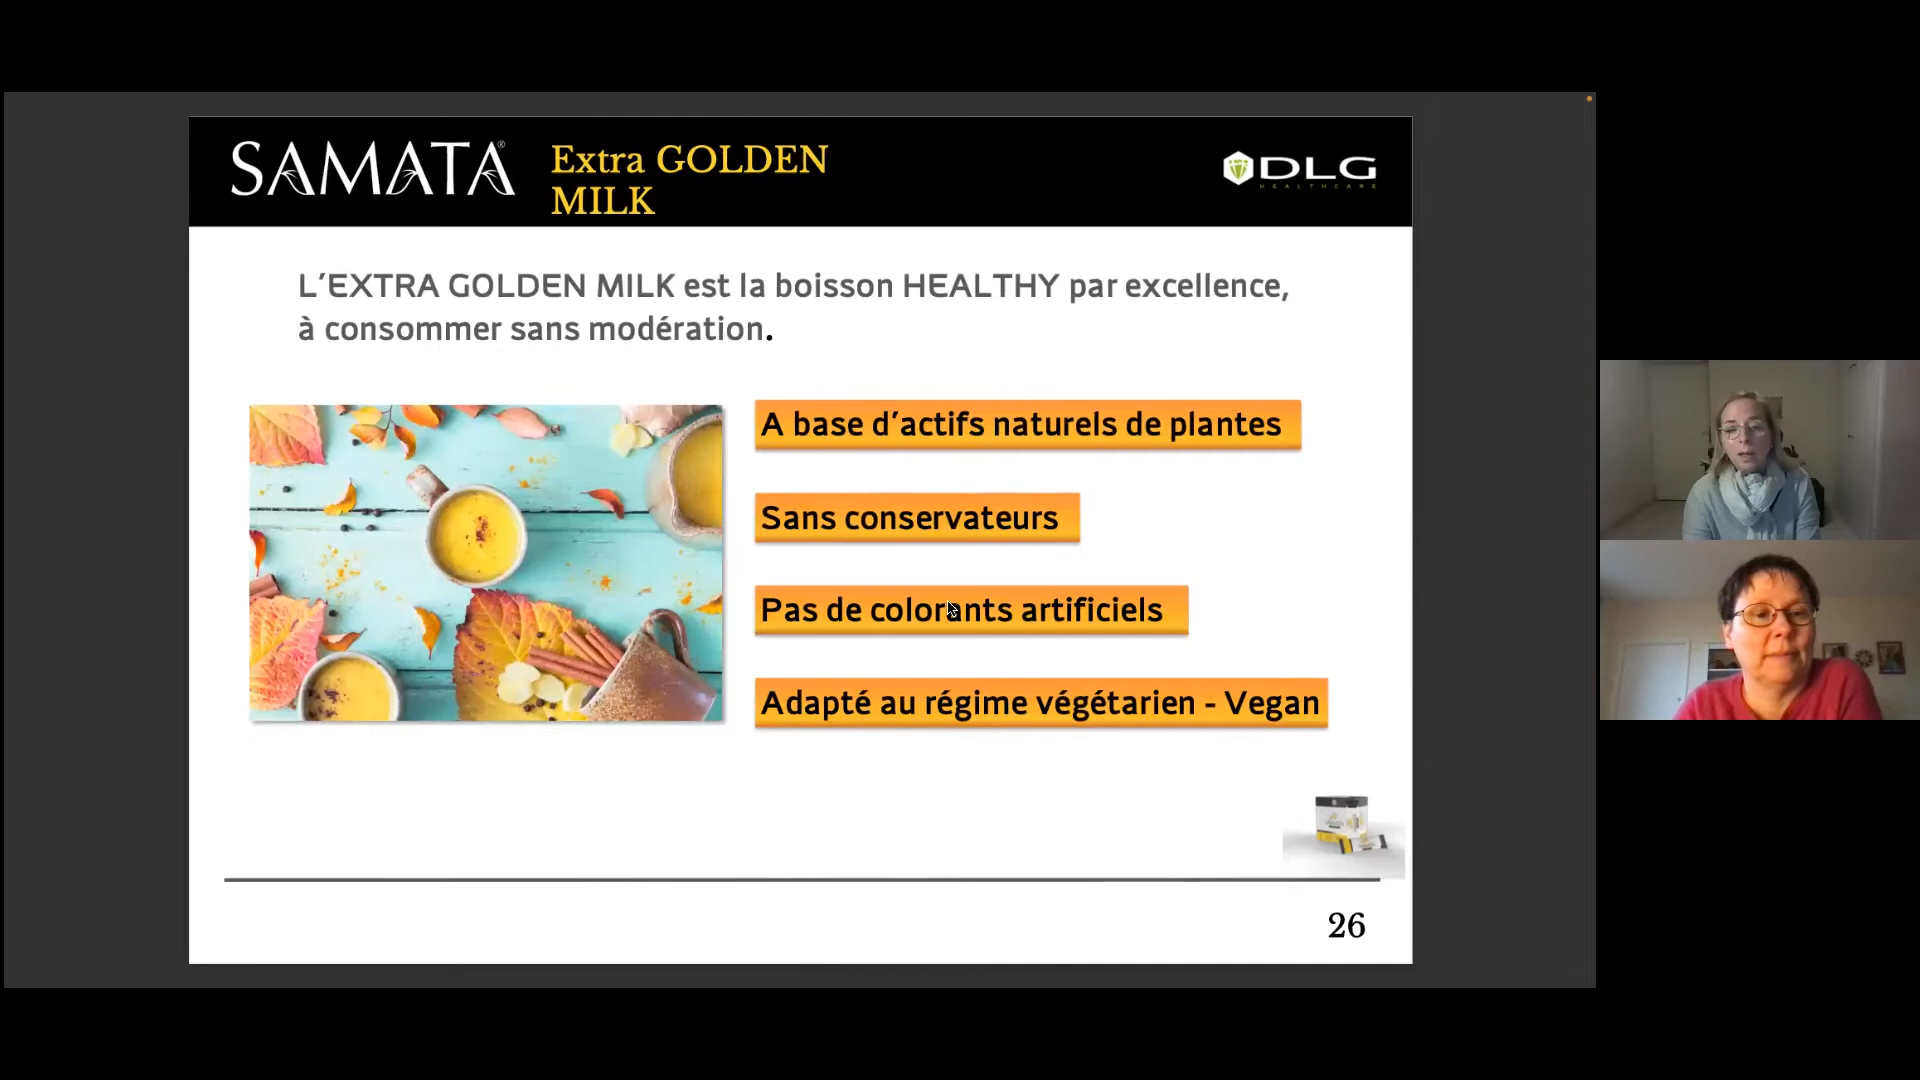 SAMATA®
Extra GOLDEN
MILK
DLG
HEALTHCARE
L’EXTRA GOLDEN MILK est la boisson HEALTHY par excellence,
à consommer sans modération.
A base d’actifs naturels de plantes
Sans conservateurs
Pas de colorants artificiels
Adapté au régime végétarien - Vegan
26